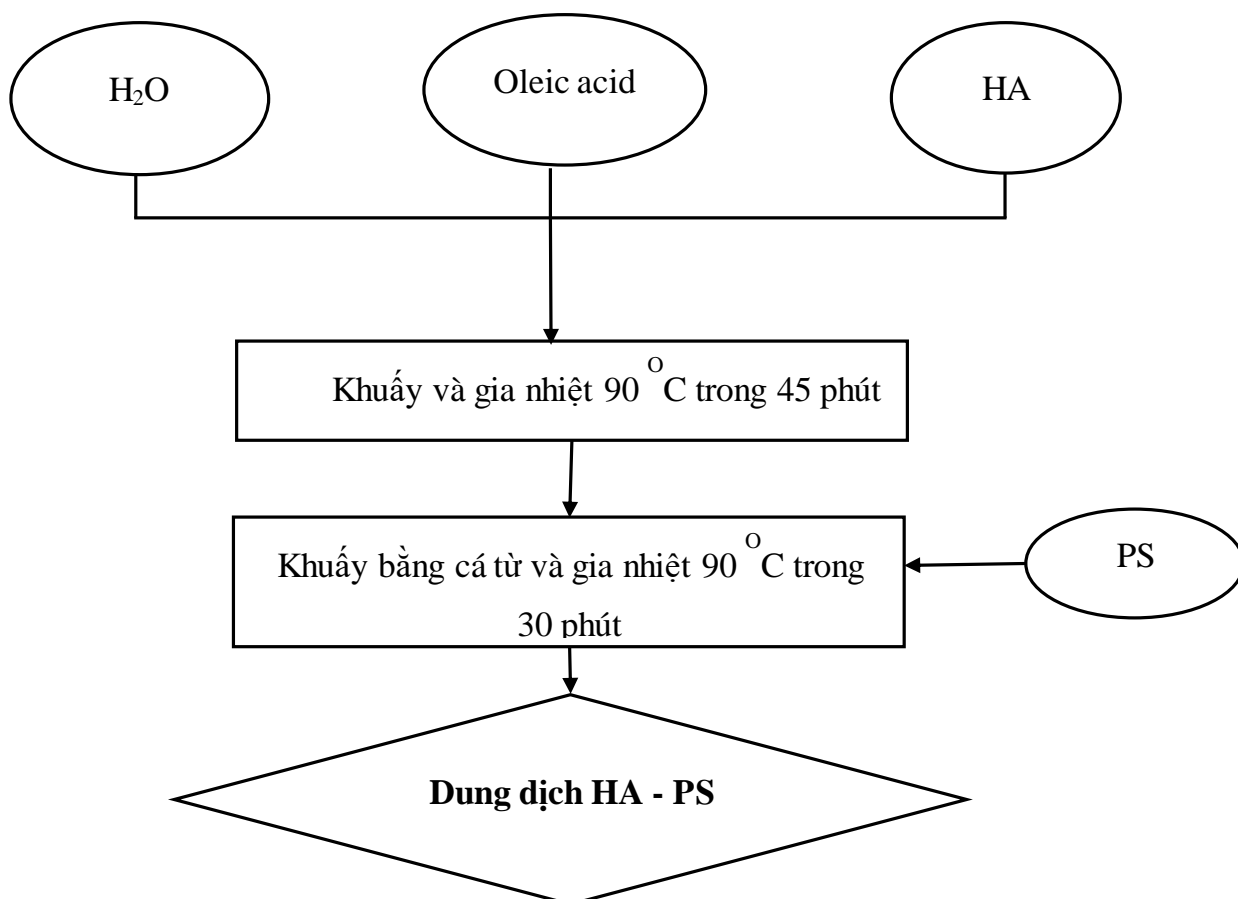 H₂O
Oleic acid
HA
Khuấy và gia nhiệt 90 ᴼC trong 45 phút
Khuấy bằng cá từ và gia nhiệt 90 ᴼC trong
30 phút
PS
Dung dịch HA - PS